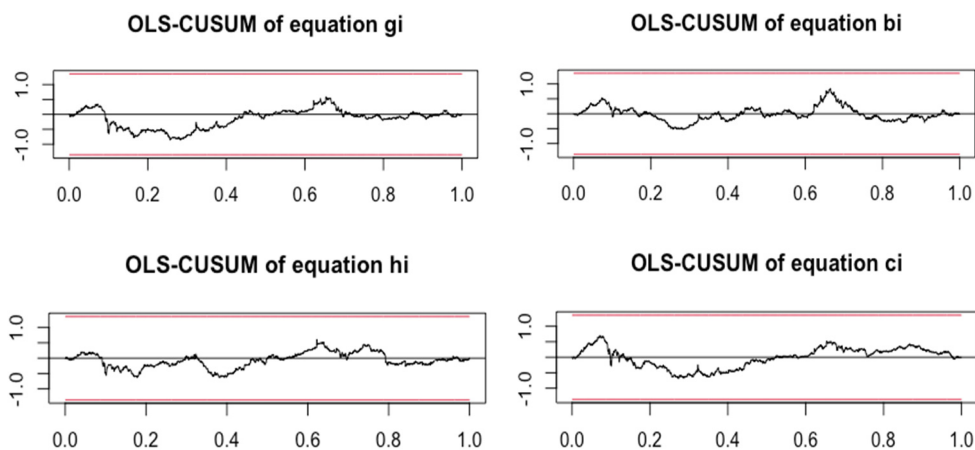 OLS-CUSUM of equation gi
1.0
-1.0
0.0 0.2 0.4 0.6 0.8 1.0
OLS-CUSUM of equation bi
1.0
-1.0
0.0 0.2 0.4 0.6 0.8 1.0
OLS-CUSUM of equation hi
1.0
-1.0
0.0 0.2 0.4 0.6 0.8 1.0
OLS-CUSUM of equation ci
1.0
-1.0
0.0 0.2 0.4 0.6 0.8 1.0